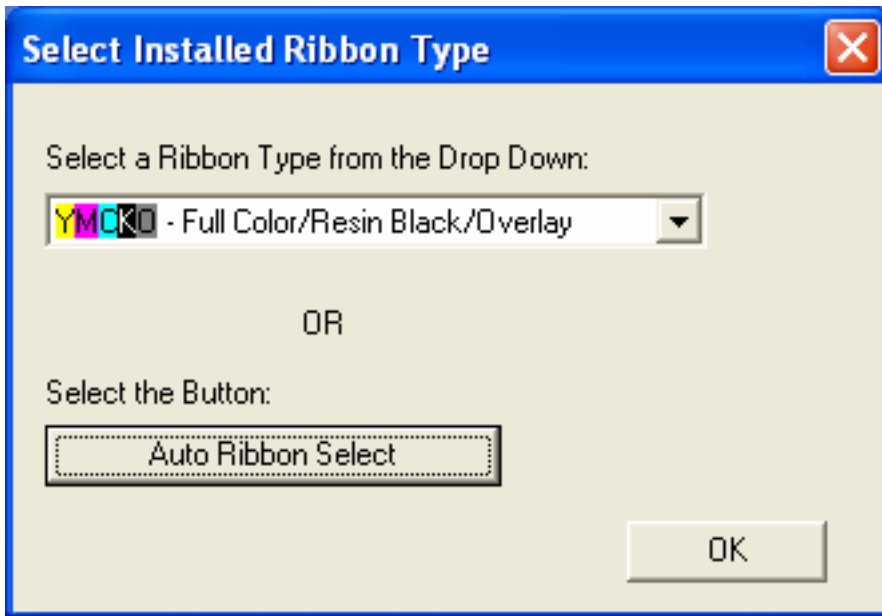 Select Installed Ribbon Type
Select a Ribbon Type from the Drop Down:
YMCKO - Full Color/Resin Black/Overlay
OR
Select the Button:
Auto Ribbon Select
OK